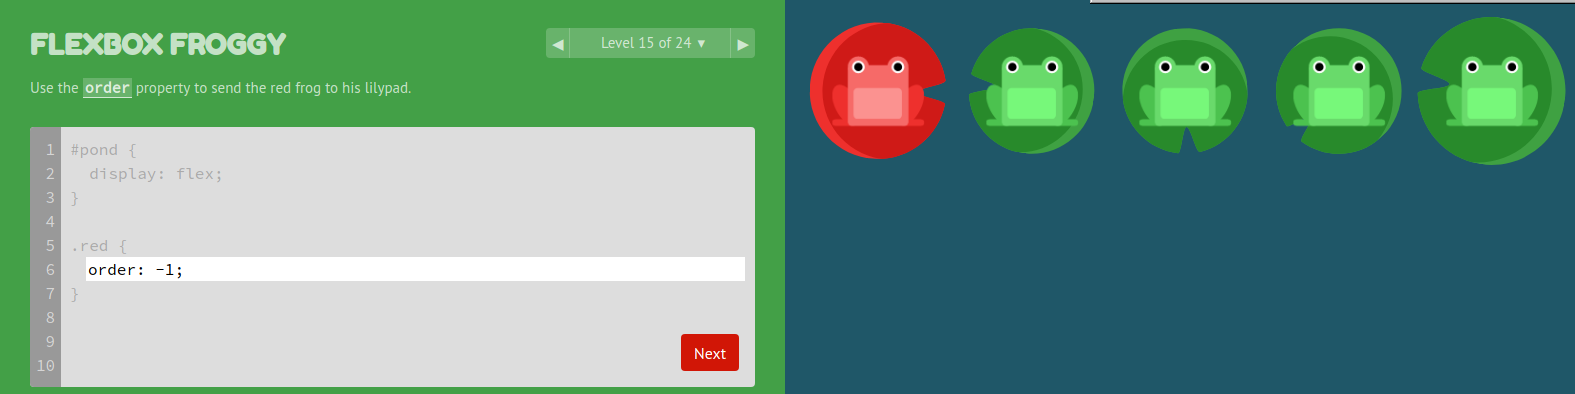 FLEXBOX FROGGY
◀ Level 15 of 24 ▼ ▶
Use the order property to send the red frog to his lilypad.
1 #pond {
2   display: flex;
3 }
4
5 .red {
6   order: -1;
7 }
8
9
10
Next